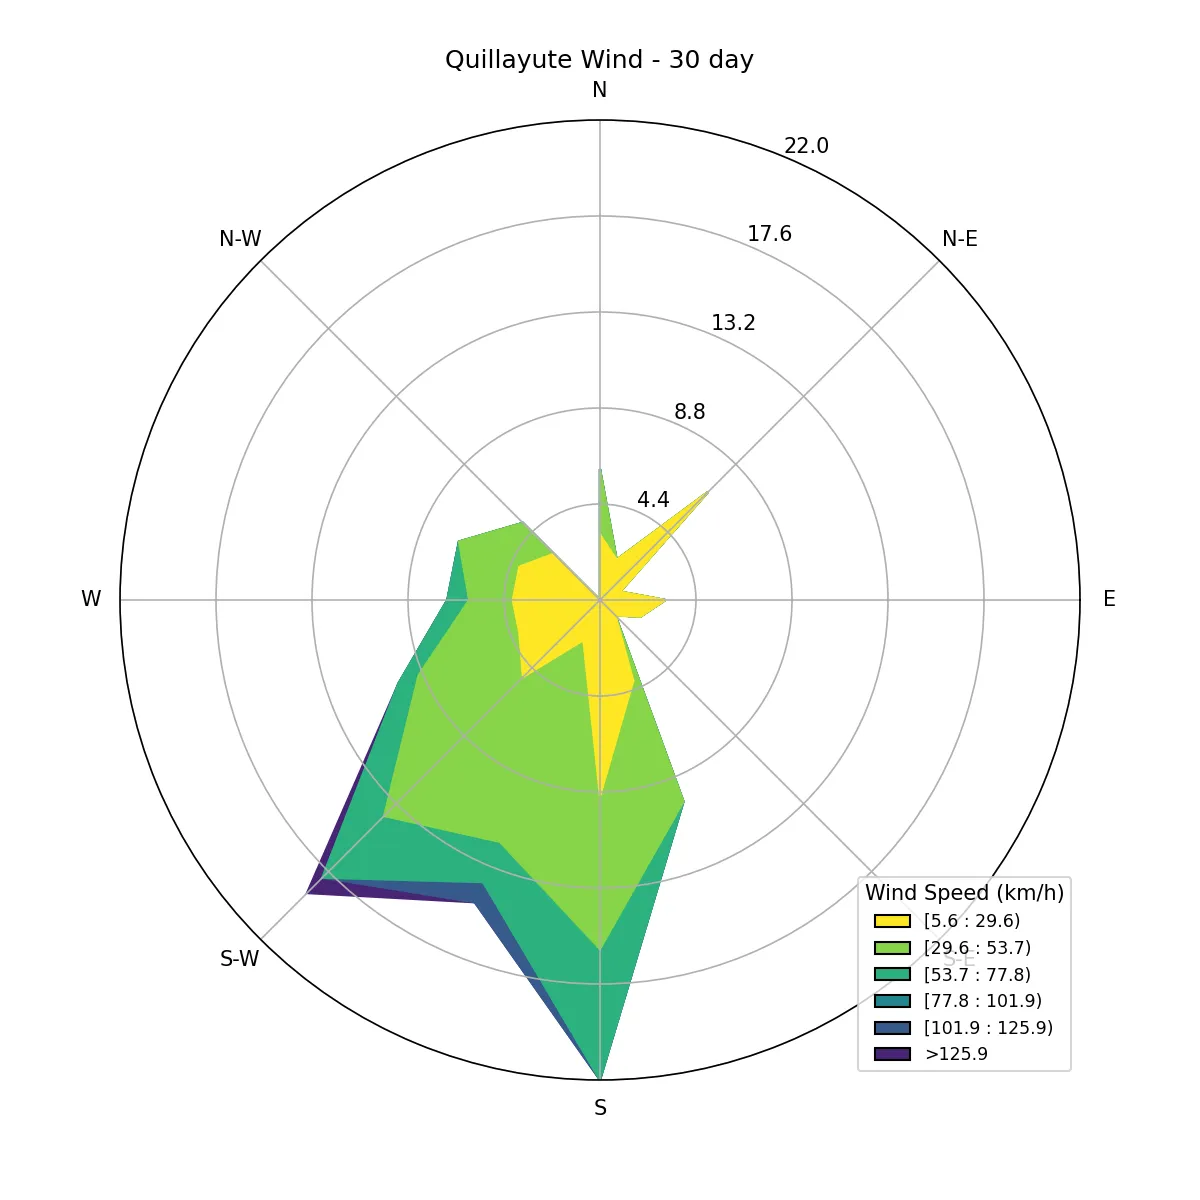 Quillayute Wind - 30 day
N
22.0
N-W
17.6
N-E
13.2
8.8
4.4
W
E
Wind Speed (km/h)
[5.6 : 29.6)
[29.6 : 53.7)
S-W
S-E
[53.7 : 77.8)
[77.8 : 101.9)
[101.9 : 125.9)
>125.9
S